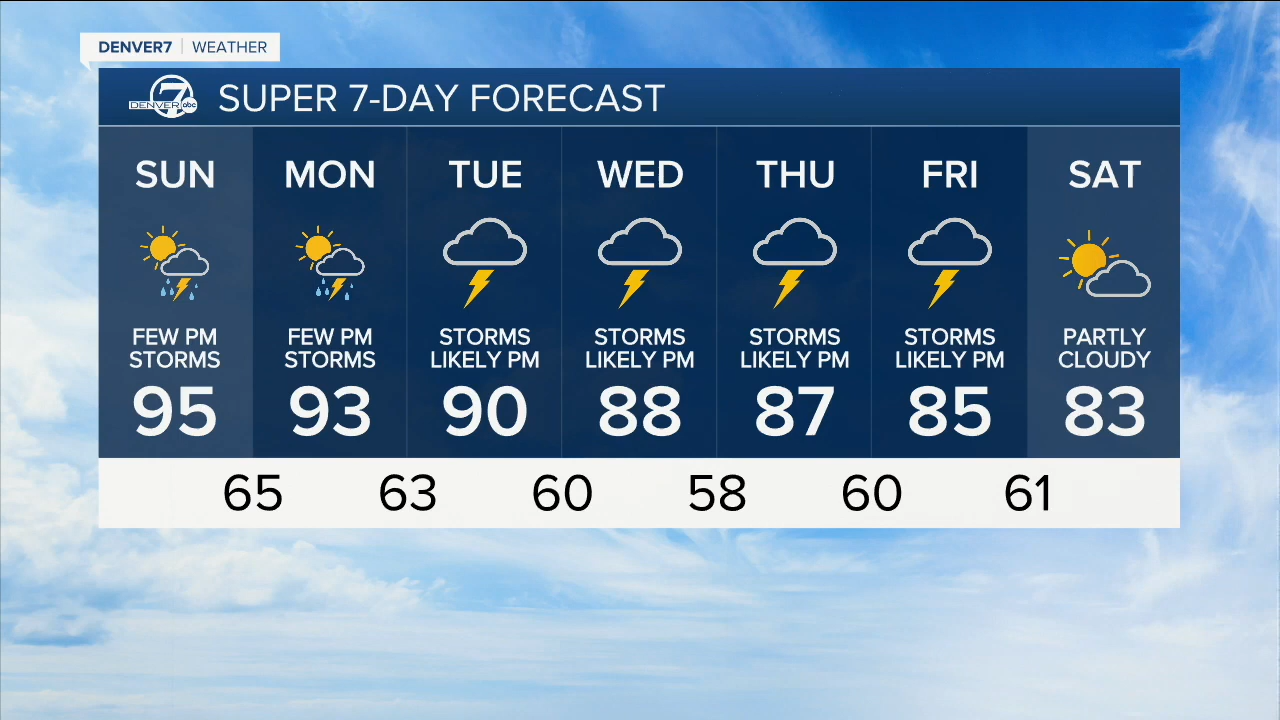 DENVER7 | WEATHER
7
DENVER abc
SUPER 7-DAY FORECAST
SUN MON TUE WED THU FRI SAT
FEW PM FEW PM STORMS STORMS STORMS STORMS PARTLY
STORMS STORMS LIKELY PM LIKELY PM LIKELY PM LIKELY PM CLOUDY
95 93 90 88 87 85 83
65 63 60 58 60 61